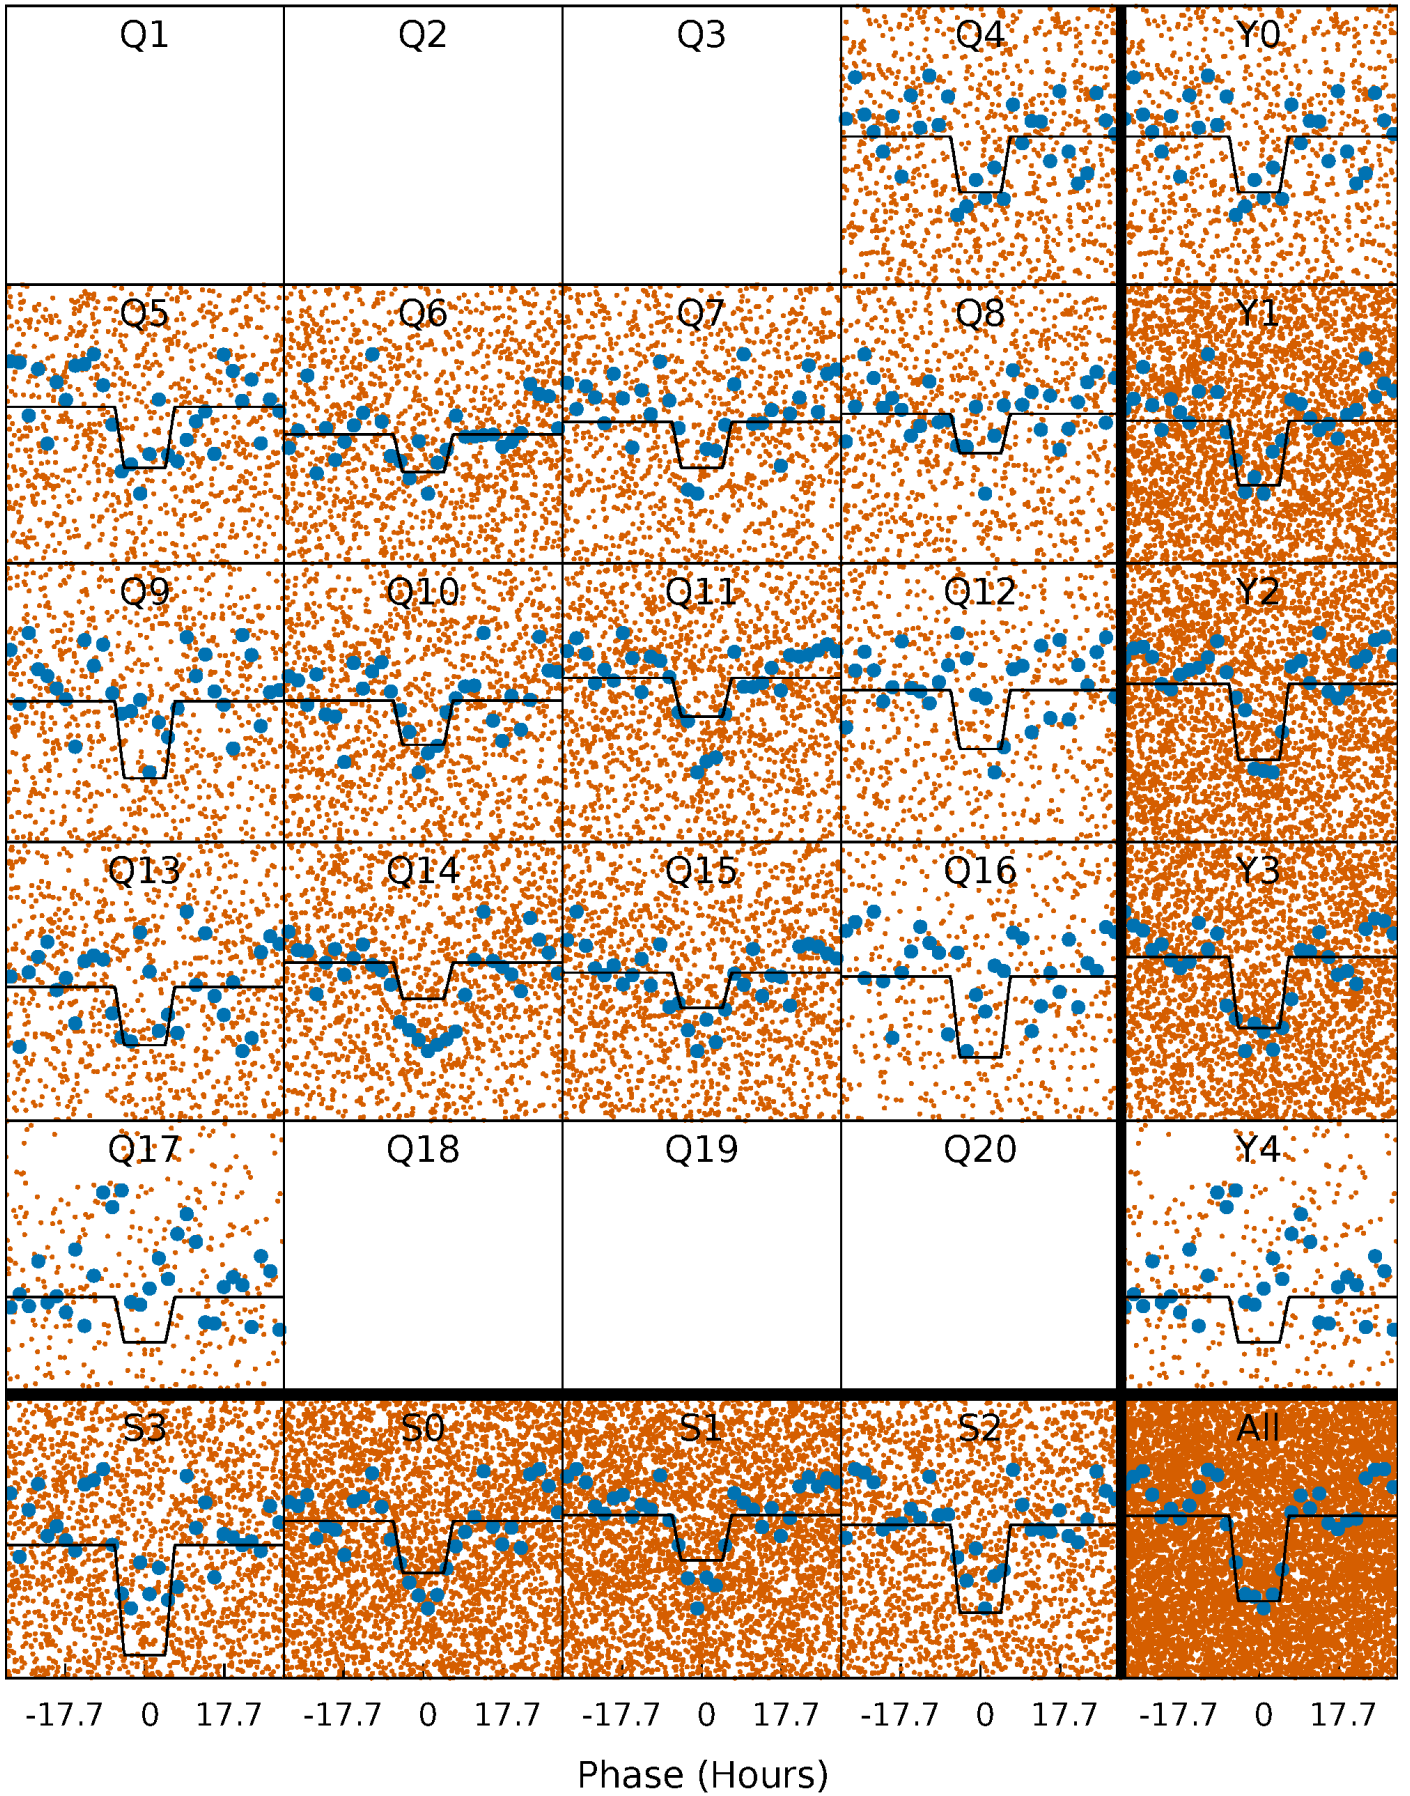 Q1 Q2 Q3 Q4 Y0
Q5 Q6 Q7 Q8 Y1
Q9 Q10 Q11 Q12 Y2
Q13 Q14 Q15 Q16 Y3
Q17 Q18 Q19 Q20 Y4
S3 S0 S1 S2 All
-17.7 0 17.7 -17.7 0 17.7 -17.7 0 17.7 -17.7 0 17.7 -17.7 0 17.7
Phase (Hours)